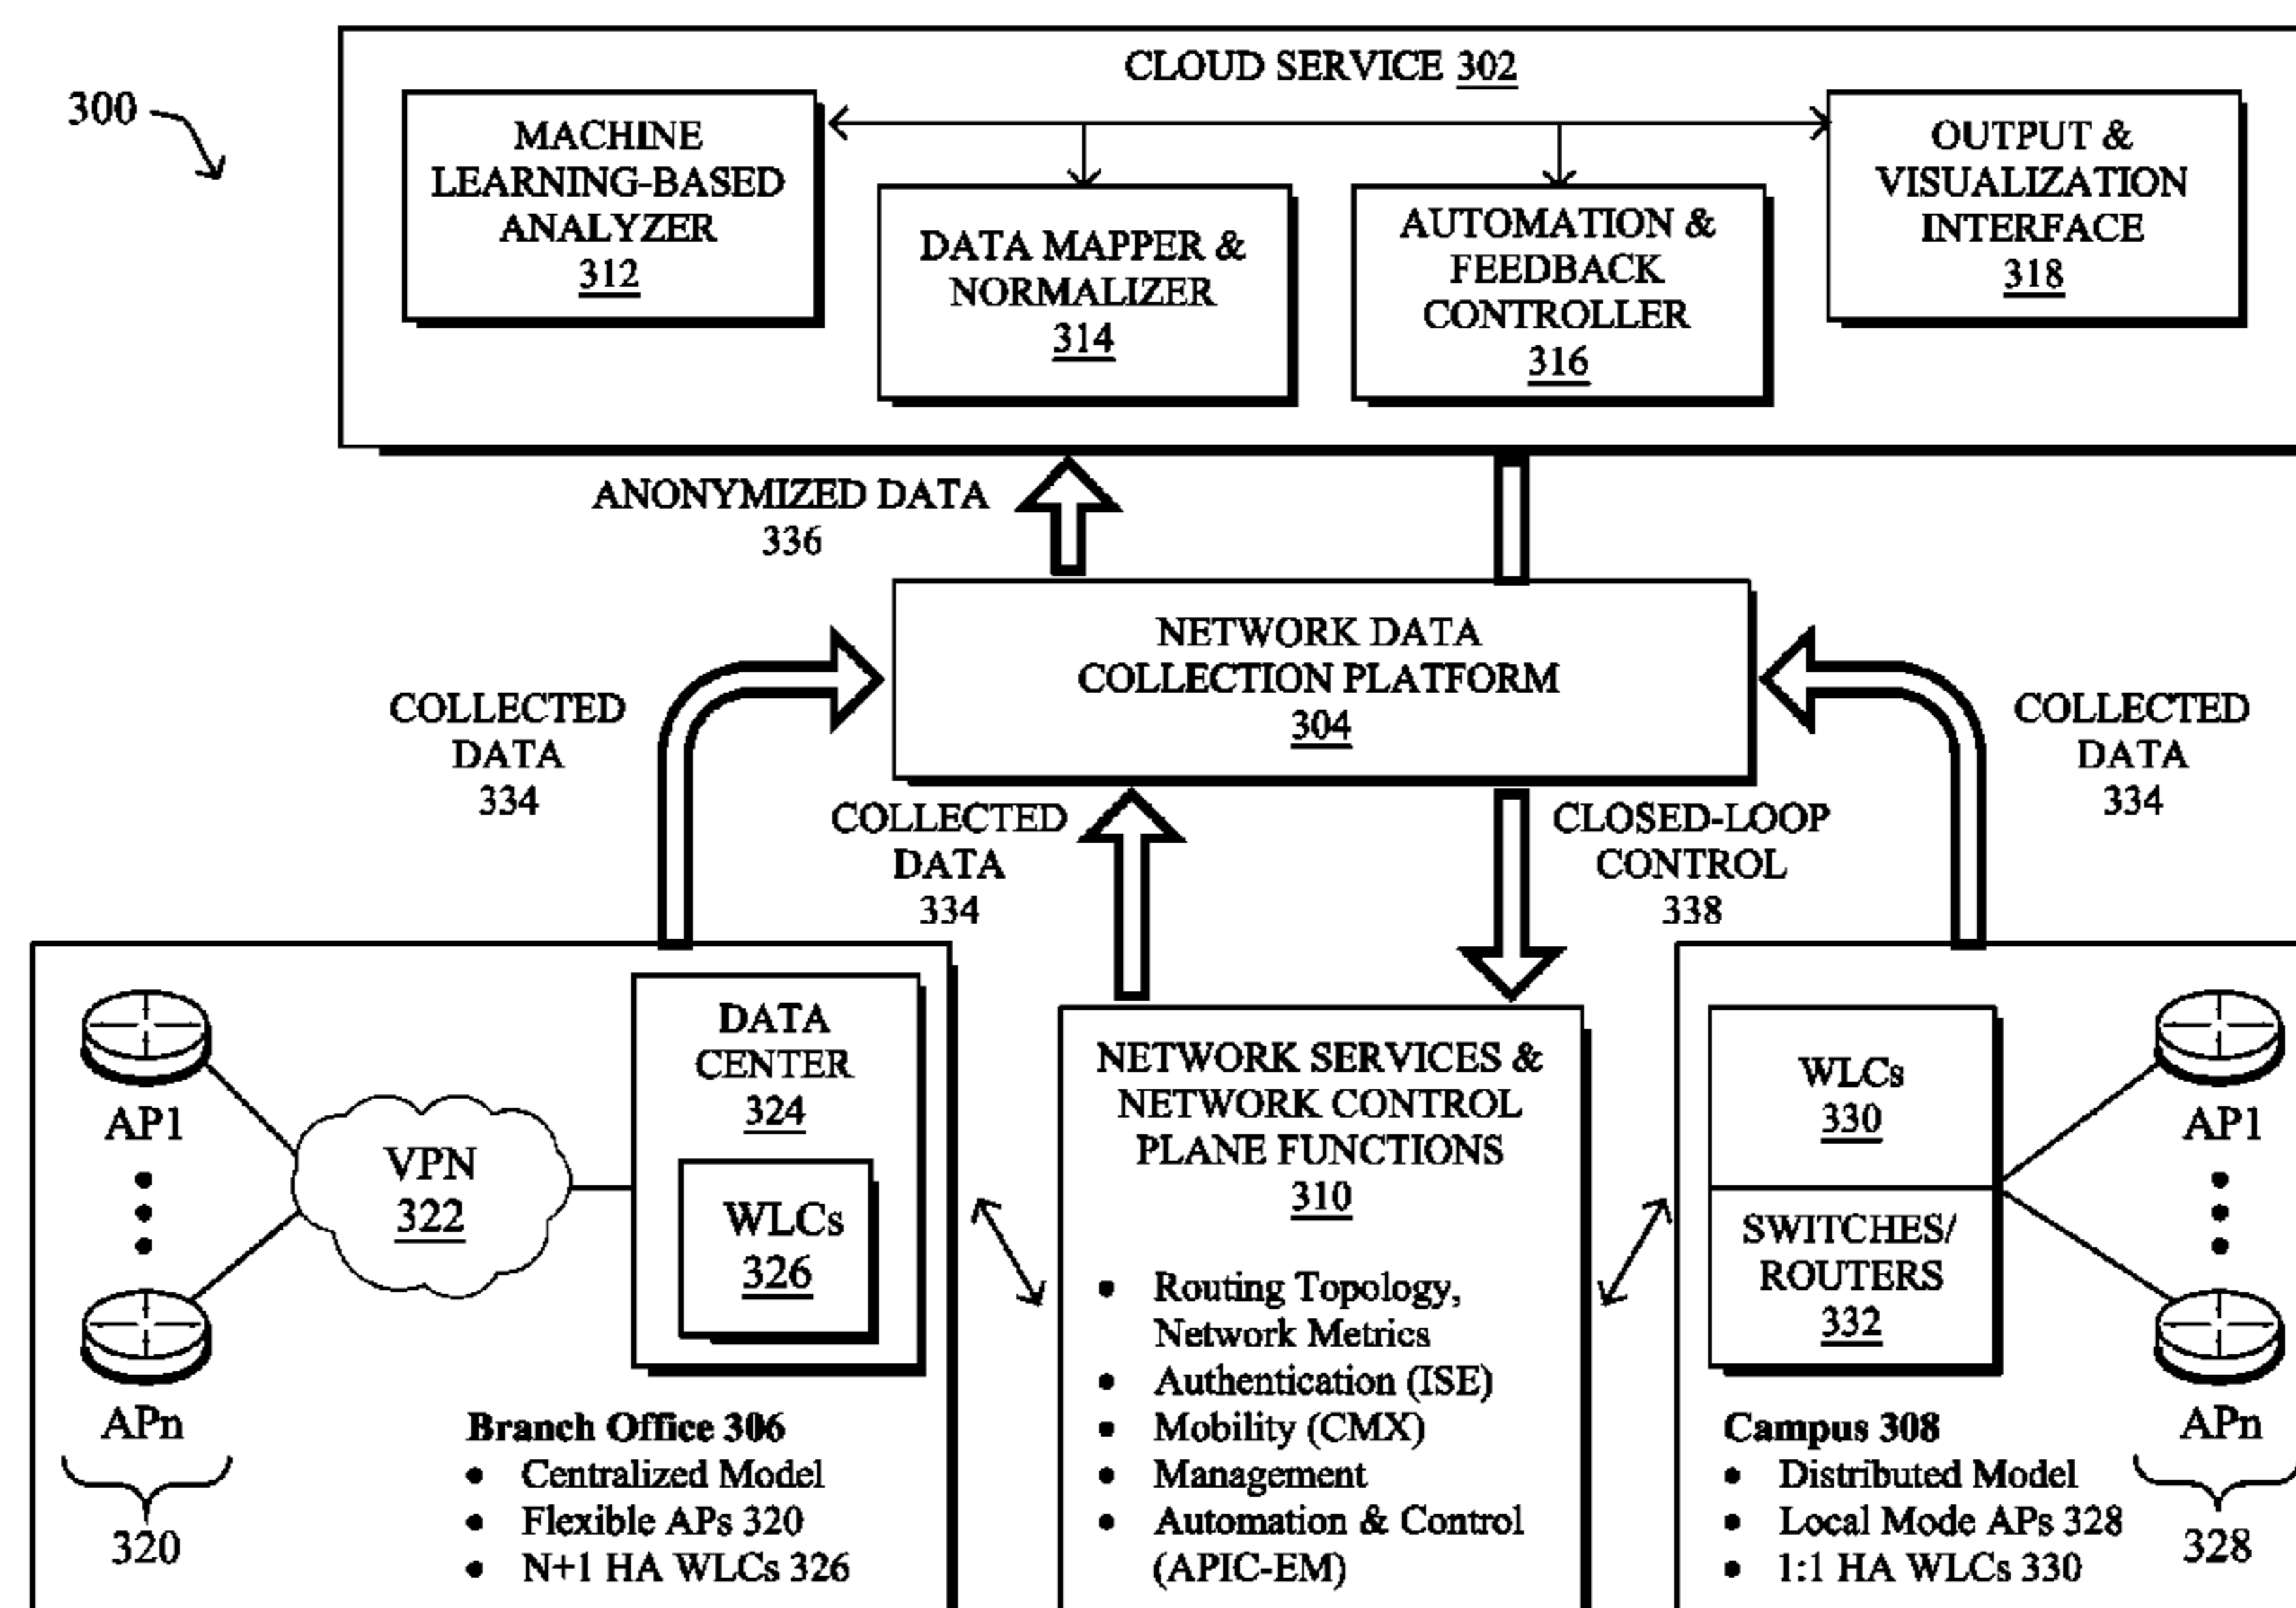 300
CLOUD SERVICE 302
MACHINE
LEARNING-BASED
ANALYZER
312
DATA MAPPER &
NORMALIZER
314
AUTOMATION &
FEEDBACK
CONTROLLER
316
OUTPUT &
VISUALIZATION
INTERFACE
318
ANONYMIZED DATA
336
NETWORK DATA
COLLECTION PLATFORM
304
COLLECTED
DATA
334
COLLECTED
DATA
334
CLOSED-LOOP
CONTROL
338
COLLECTED
DATA
334
AP1
APn
320
VPN
322
DATA
CENTER
324
WLCs
326
Branch Office 306
• Centralized Model
• Flexible APs 320
• N+1 HA WLCs 326
NETWORK SERVICES &
NETWORK CONTROL
PLANE FUNCTIONS
310
• Routing Topology,
Network Metrics
• Authentication (ISE)
• Mobility (CMX)
• Management
• Automation & Control
(APIC-EM)
WLCs
330
SWITCHES/
ROUTERS
332
Campus 308
• Distributed Model
• Local Mode APs 328
• 1:1 HA WLCs 330
AP1
APn
328